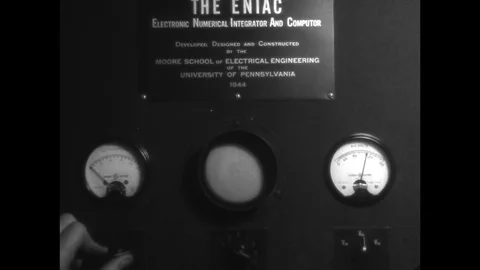 THE ENIAC
ELECTRONIC NUMERICAL INTEGRATOR AND COMPUTOR
DEVELOPED, DESIGNED AND CONSTRUCTED
BY THE
MOORE SCHOOL OF ELECTRICAL ENGINEERING
OF THE
UNIVERSITY OF PENNSYLVANIA
1944